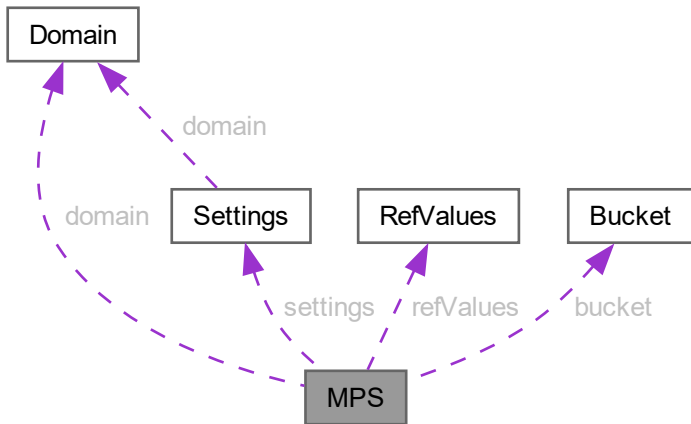 Domain
domain
domain
Settings
RefValues
Bucket
settings
refValues
bucket
MPS